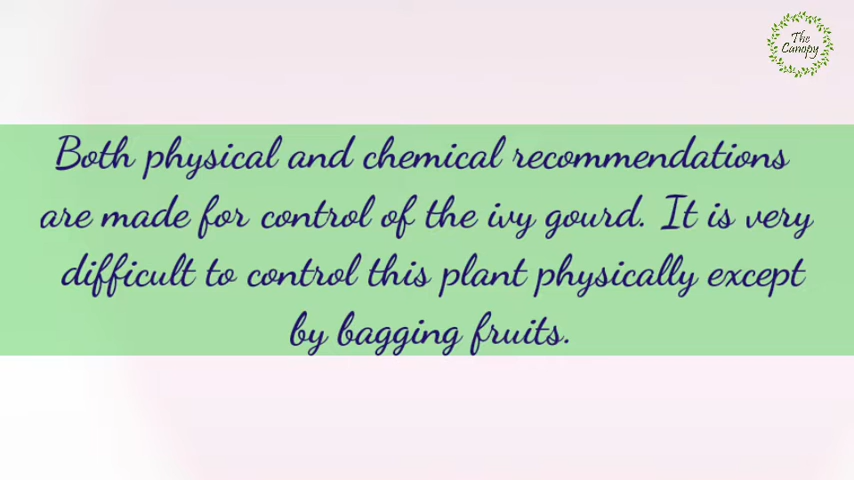 The
Canopy
Both physical and chemical recommendations
are made for control of the ivy gourd. It is very
difficult to control this plant physically except
by bagging fruits.